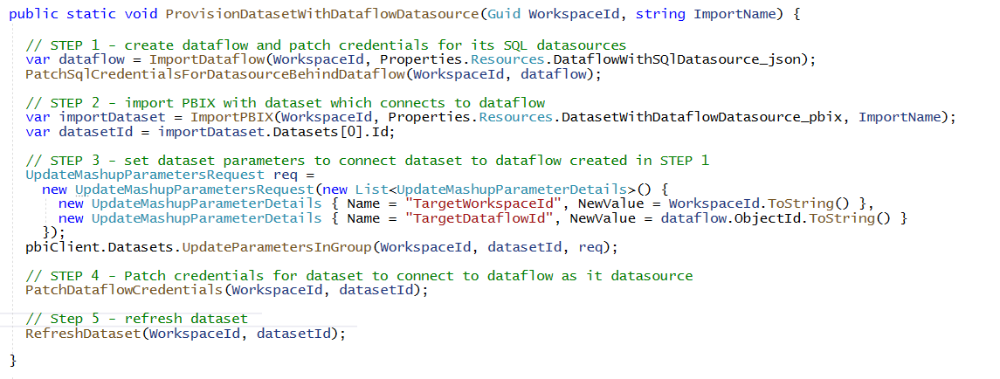 public static void ProvisionDatasetWithDataflowDatasource(Guid WorkspaceId, string ImportName) {
// STEP 1 - create dataflow and patch credentials for its SQL datasources
var dataflow = ImportDataflow(WorkspaceId, Properties.Resources.DataflowWithSQlDatasource_json);
PatchSqlCredentialsForDatasourceBehindDataflow(WorkspaceId, dataflow);
// STEP 2 - import PBIX with dataset which connects to dataflow
var importDataset = ImportPBIX(WorkspaceId, Properties.Resources.DatasetWithDataflowDatasource_pbix, ImportName);
var datasetId = importDataset.Datasets[0].Id;
// STEP 3 - set dataset parameters to connect dataset to dataflow created in STEP 1
UpdateMashupParametersRequest req =
new UpdateMashupParametersRequest(new List<UpdateMashupParameterDetails>() {
new UpdateMashupParameterDetails { Name = "TargetWorkspaceId", NewValue = WorkspaceId.ToString() },
new UpdateMashupParameterDetails { Name = "TargetDataflowId", NewValue = dataflow.ObjectId.ToString() }
});
pbiClient.Datasets.UpdateParametersInGroup(WorkspaceId, datasetId, req);
// STEP 4 - Patch credentials for dataset to connect to dataflow as it datasource
PatchDataflowCredentials(WorkspaceId, datasetId);
// Step 5 - refresh dataset
RefreshDataset(WorkspaceId, datasetId);
}